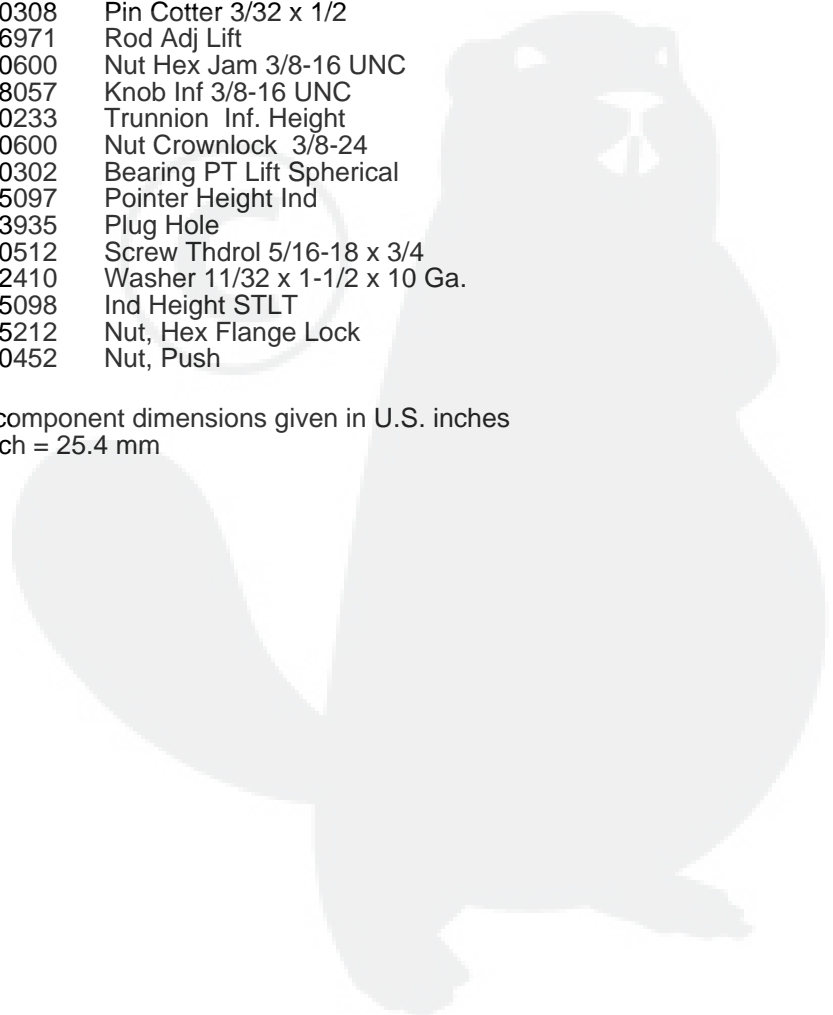 0308 Pin Cotter 3/32 x 1/2
6971 Rod Adj Lift
0600 Nut Hex Jam 3/8-16 UNC
8057 Knob Inf 3/8-16 UNC
0233 Trunnion Inf. Height
0600 Nut Crownlock 3/8-24
0302 Bearing PT Lift Spherical
5097 Pointer Height Ind
3935 Plug Hole
0512 Screw Thdrol 5/16-18 x 3/4
2410 Washer 11/32 x 1-1/2 x 10 Ga.
5098 Ind Height STLT
5212 Nut, Hex Flange Lock
0452 Nut, Push
component dimensions given in U.S. inches
ch = 25.4 mm
©